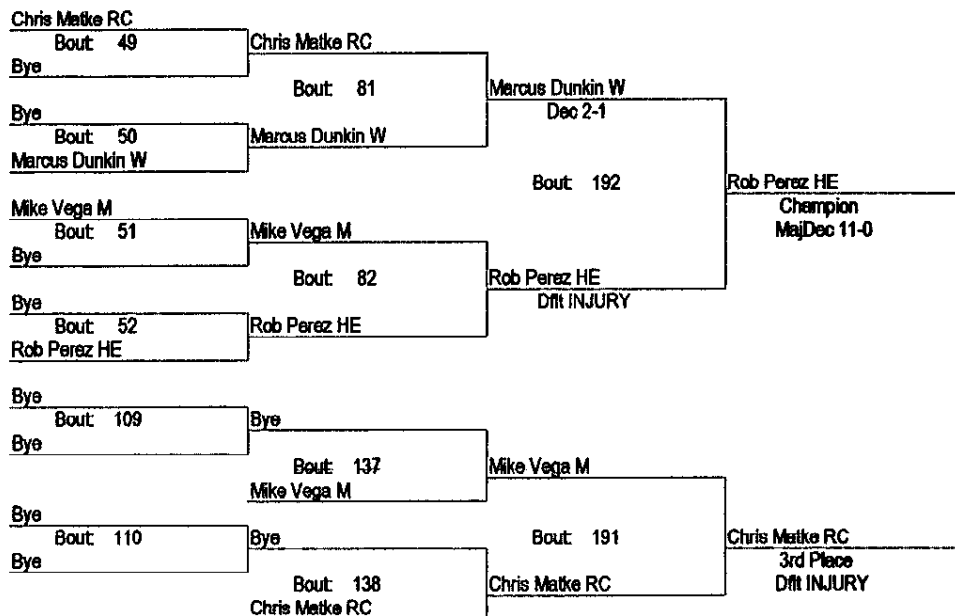 Chris Matke RC
Bout: 49
Bye
Chris Matke RC
Bout: 81
Bye
Bout: 50
Marcus Dunkin W
Marcus Dunkin W
Marcus Dunkin W
Dec 2-1
Bout: 192
Mike Vega M
Bout: 51
Bye
Mike Vega M
Bout: 82
Bye
Bout: 52
Rob Perez HE
Rob Perez HE
Rob Perez HE
Dflt INJURY
Rob Perez HE
Champion
MajDec 11-0
Bye
Bout: 109
Bye
Bye
Bout: 137
Mike Vega M
Mike Vega M
Bout: 191
Bye
Bout: 110
Bye
Bye
Bout: 138
Chris Matke RC
Chris Matke RC
Chris Matke RC
3rd Place
Dflt INJURY